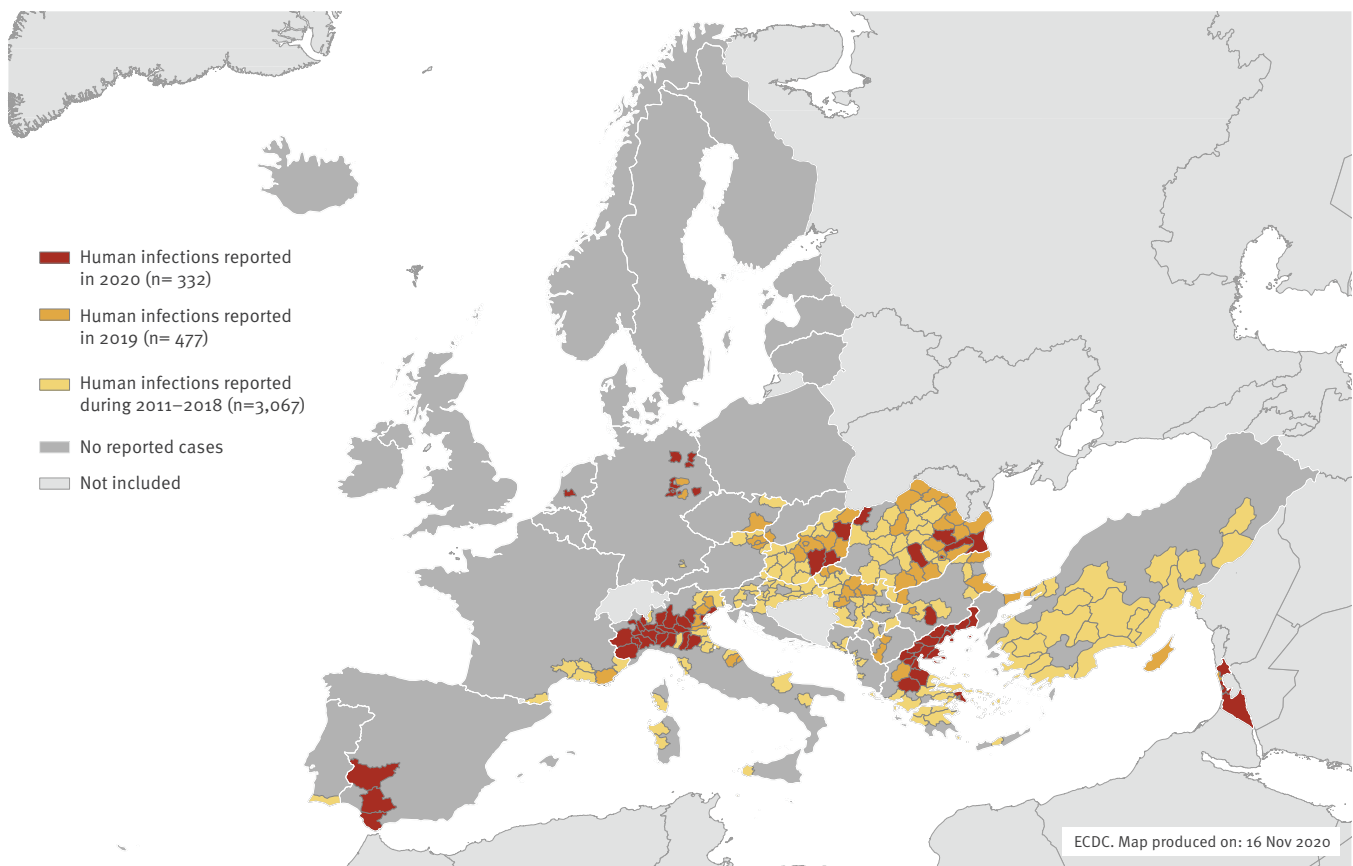 Human infections reported
in 2020 (n= 332)
Human infections reported
in 2019 (n= 477)
Human infections reported
during 2011–2018 (n=3,067)
No reported cases
Not included
ECDC. Map produced on: 16 Nov 2020